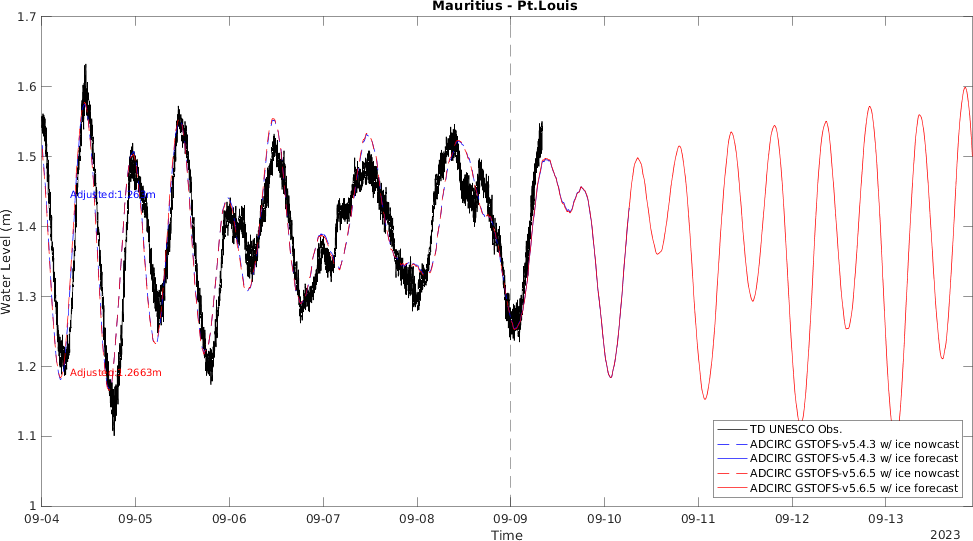 Mauritius - Pt.Louis
Water Level (m)
1.7
1.6
1.5
1.4
1.3
1.2
1.1
1
Adjusted:1.2663m
TD UNESCO Obs.
ADCIRC GSTOFS-v5.4.3 w/ ice nowcast
ADCIRC GSTOFS-v5.4.3 w/ ice forecast
ADCIRC GSTOFS-v5.6.5 w/ ice nowcast
ADCIRC GSTOFS-v5.6.5 w/ ice forecast
09-04 09-05 09-06 09-07 09-08 09-09 09-10 09-11 09-12 09-13
Time
2023